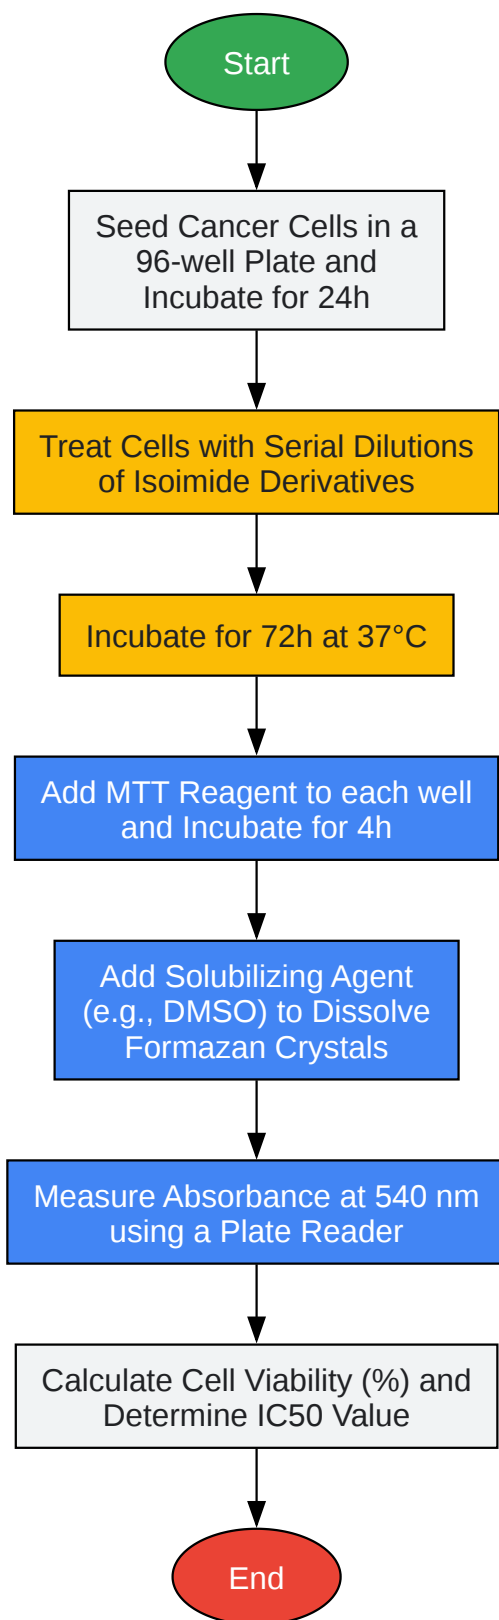 Start
Seed Cancer Cells in a
96-well Plate and
Incubate for 24h
Treat Cells with Serial Dilutions
of Isoimide Derivatives
Incubate for 72h at 37°C
Add MTT Reagent to each well
and Incubate for 4h
Add Solubilizing Agent
(e.g., DMSO) to Dissolve
Formazan Crystals
Measure Absorbance at 540 nm
using a Plate Reader
Calculate Cell Viability (%) and
Determine IC50 Value
End